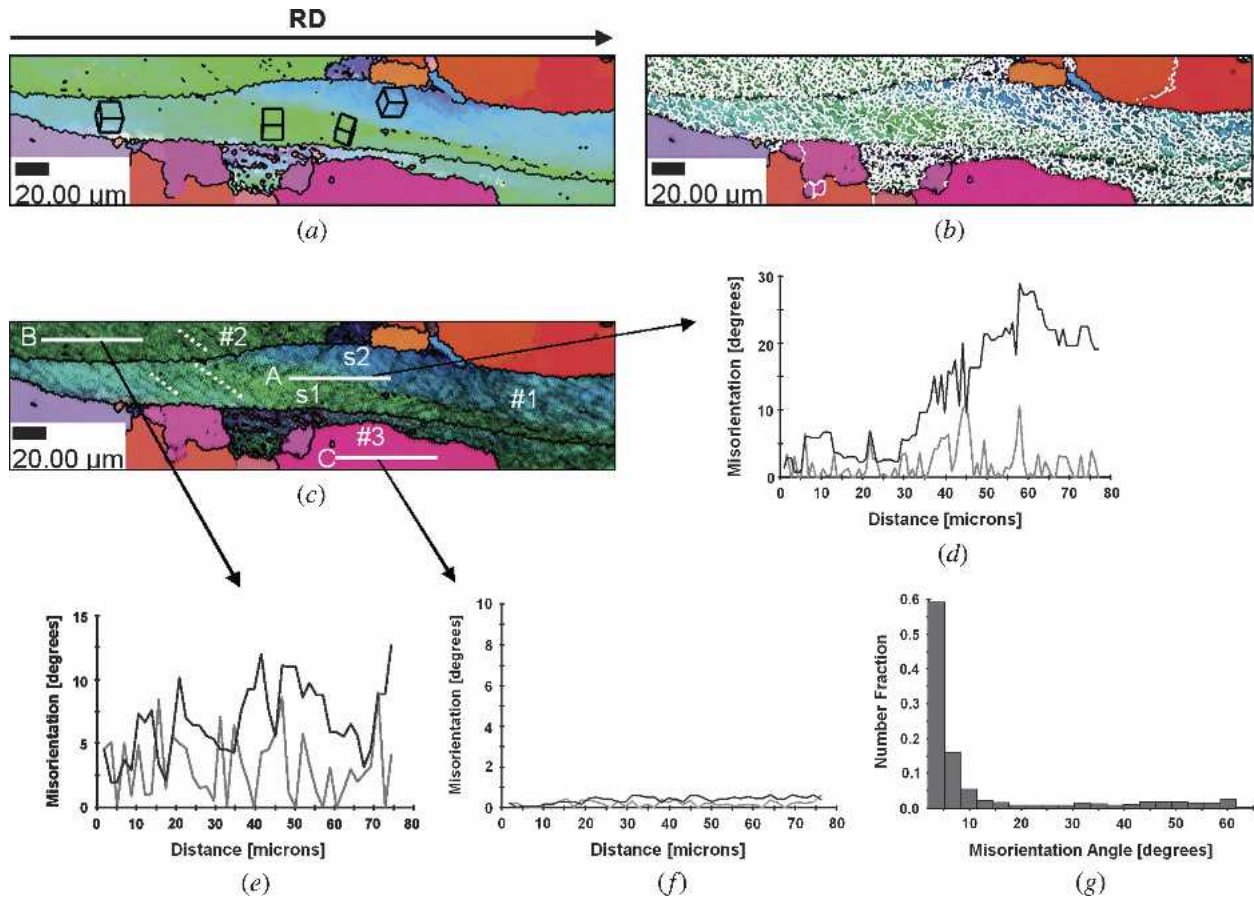 RD
20.00 µm
(a)
(b)
20.00 µm
B
#2
A
s2
s1
#1
#3
C
20.00 µm
(c)
Misorientation [degrees]
30
20
10
0
0 10 20 30 40 50 60 70 80
Distance [microns]
(d)
Misorientation [degrees]
15
10
5
0
0 10 20 30 40 50 60 70 80
Distance [microns]
(e)
Misorientation [degrees]
10
8
6
4
2
0
0 10 20 30 40 50 60 70 80
Distance [microns]
(f)
Number Fraction
0.6
0.5
0.4
0.3
0.2
0.1
0.0
10 20 30 40 50 60
Misorientation Angle [degrees]
(g)